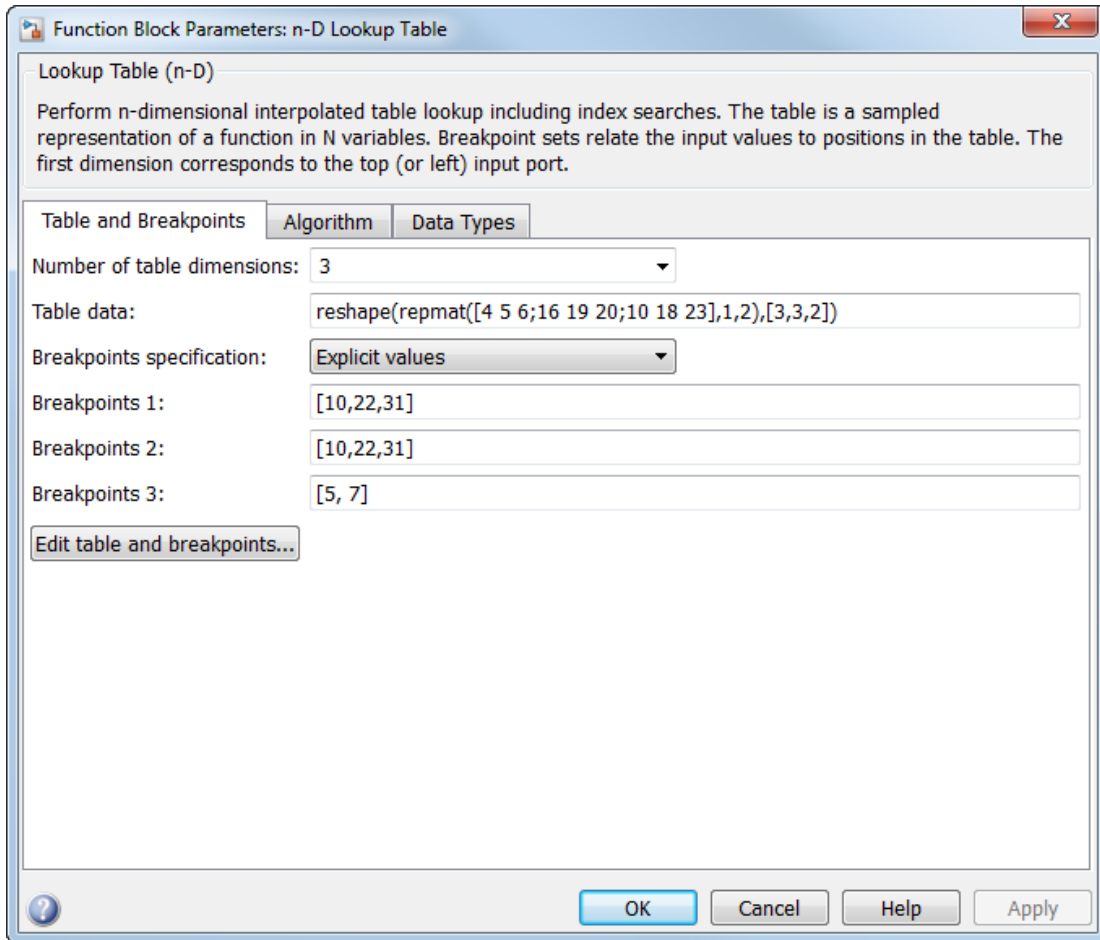 Function Block Parameters: n-D Lookup Table
Lookup Table (n-D)
Perform n-dimensional interpolated table lookup including index searches. The table is a sampled
representation of a function in N variables. Breakpoint sets relate the input values to positions in the table. The
first dimension corresponds to the top (or left) input port.
Table and Breakpoints Algorithm Data Types
Number of table dimensions: 3
Table data: reshape(repmat([4 5 6;16 19 20;10 18 23],1,2),[3,3,2])
Breakpoints specification: Explicit values
Breakpoints 1: [10,22,31]
Breakpoints 2: [10,22,31]
Breakpoints 3: [5, 7]
Edit table and breakpoints...
? OK Cancel Help Apply